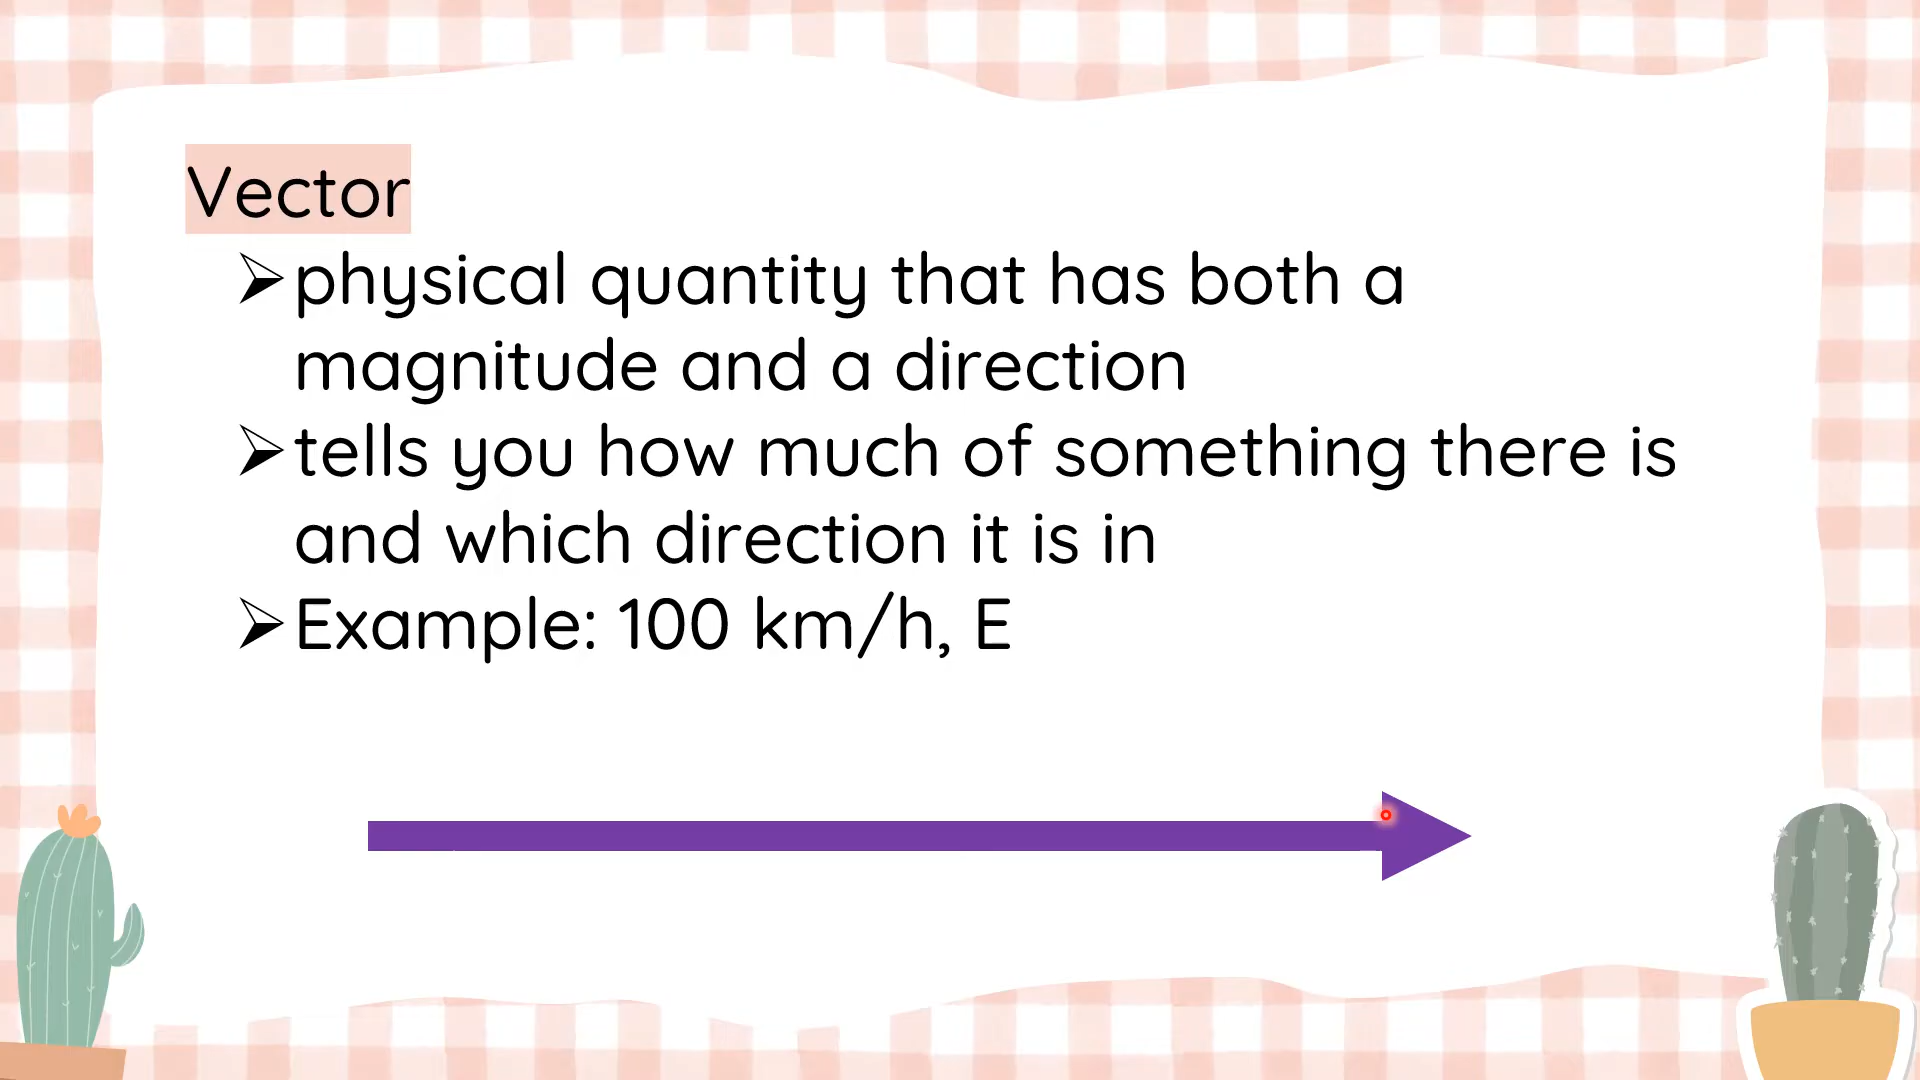 Vector
➢physical quantity that has both a
magnitude and a direction
➢tells you how much of something there is
and which direction it is in
➢Example: 100 km/h, E